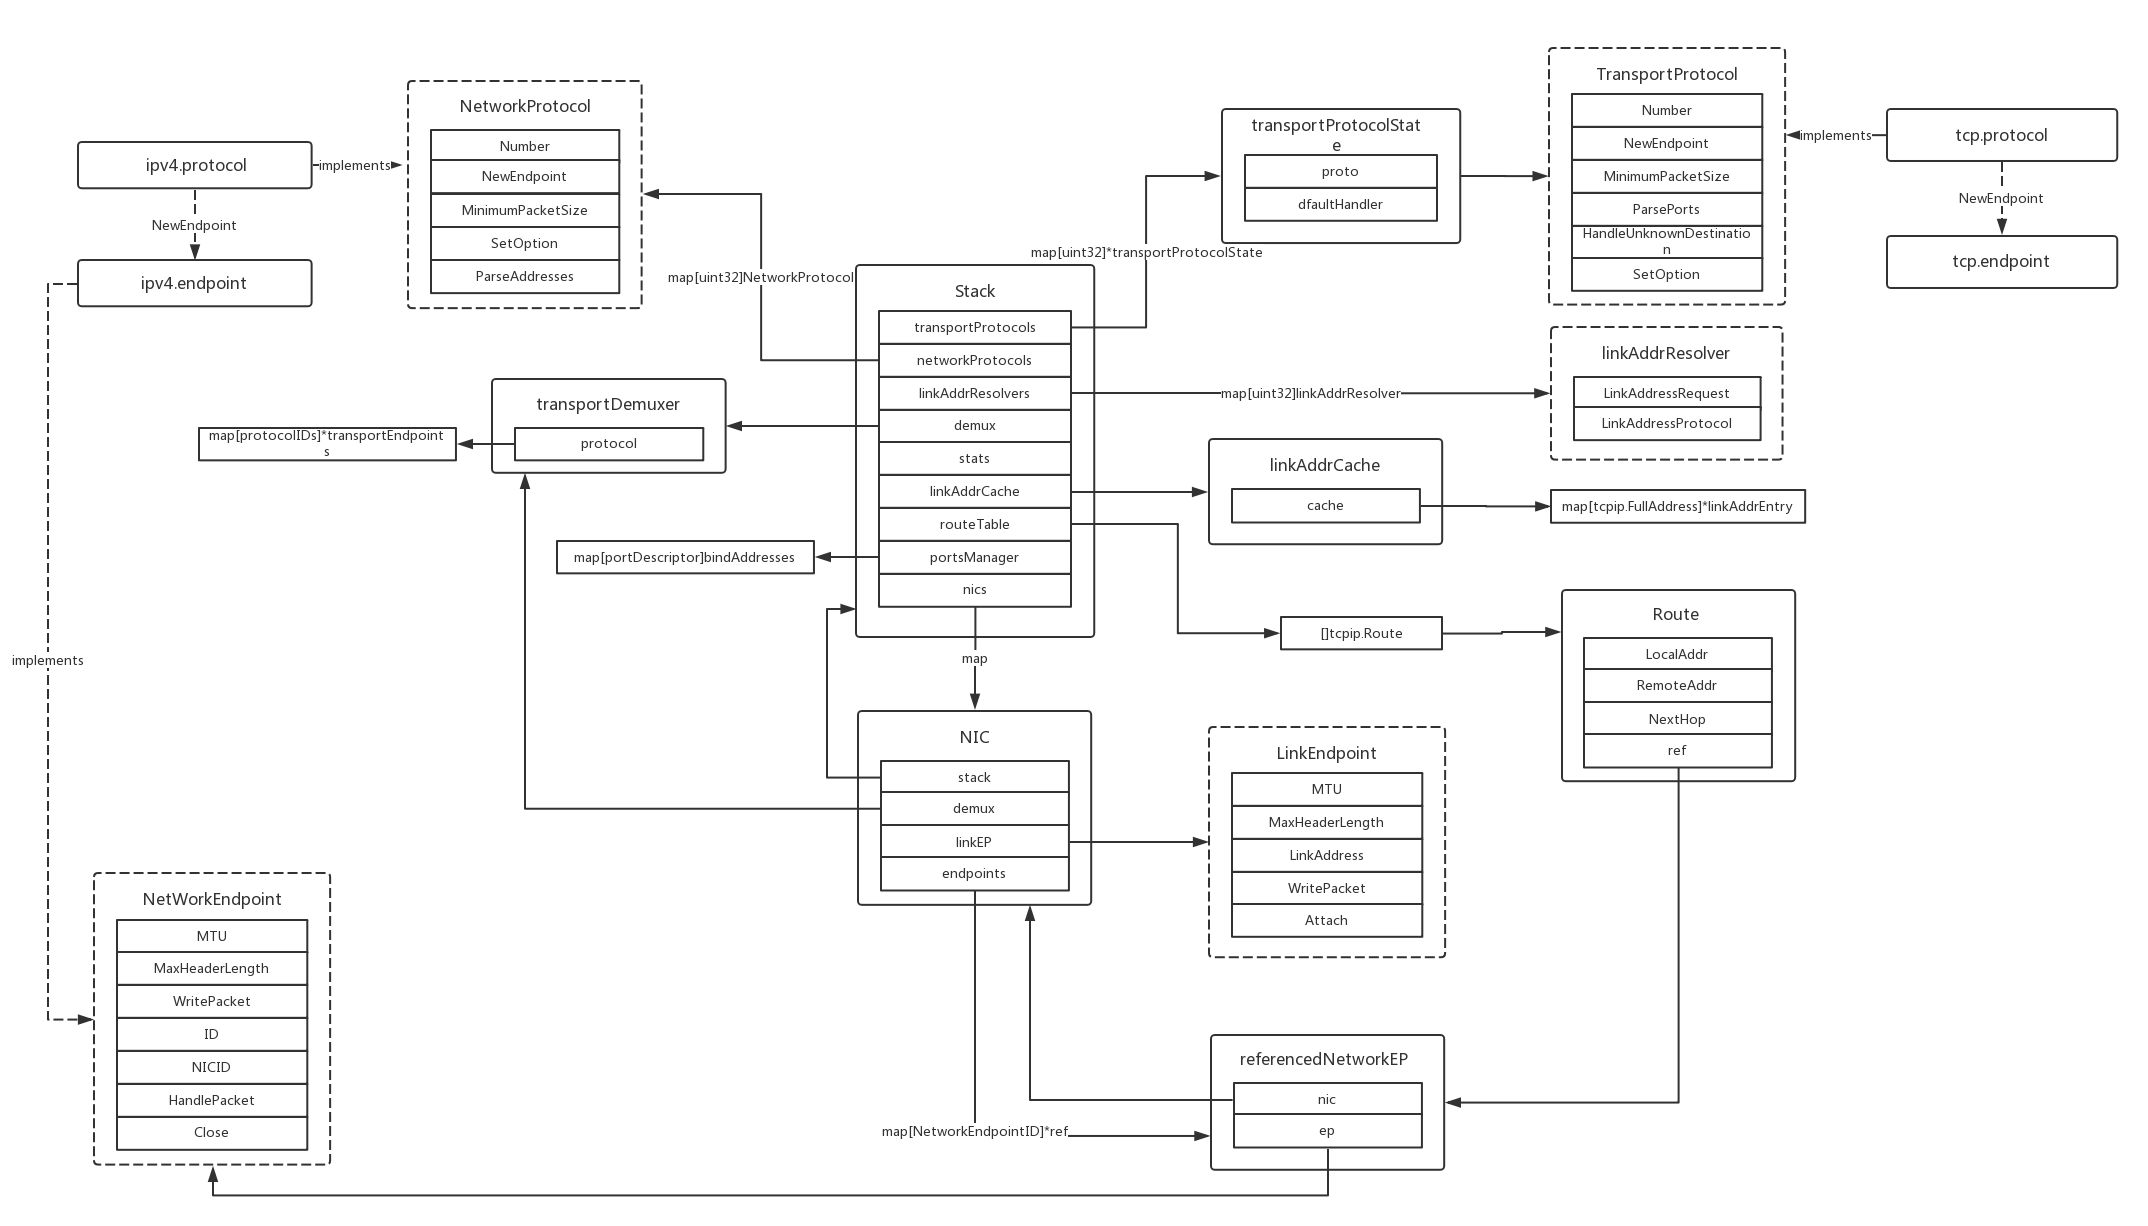 ipv4.protocol
implements
NewEndpoint
ipv4.endpoint
implements
NetworkProtocol
Number
NewEndpoint
MinimumPacketSize
SetOption
ParseAddresses
map[uint32]NetworkProtocol
transportProtocolStat
e
proto
dfaultHandler
map[uint32]*transportProtocolState
TransportProtocol
Number
NewEndpoint
MinimumPacketSize
ParsePorts
HandleUnknownDestinatio
n
SetOption
implements
tcp.protocol
NewEndpoint
tcp.endpoint
Stack
transportProtocols
networkProtocols
linkAddrResolvers
demux
stats
linkAddrCache
routeTable
portsManager
nics
map
transportDemuxer
protocol
map[protocolIDs]*transportEndpoint
s
map[portDescriptor]bindAddresses
map[uint32]linkAddrResolver
linkAddrResolver
LinkAddressRequest
LinkAddressProtocol
linkAddrCache
cache
map[tcpip.FullAddress]*linkAddrEntry
[]tcpip.Route
Route
LocalAddr
RemoteAddr
NextHop
ref
NIC
stack
demux
linkEP
endpoints
LinkEndpoint
MTU
MaxHeaderLength
LinkAddress
WritePacket
Attach
NetWorkEndpoint
MTU
MaxHeaderLength
WritePacket
ID
NICID
HandlePacket
Close
map[NetworkEndpointID]*ref
referencedNetworkEP
nic
ep